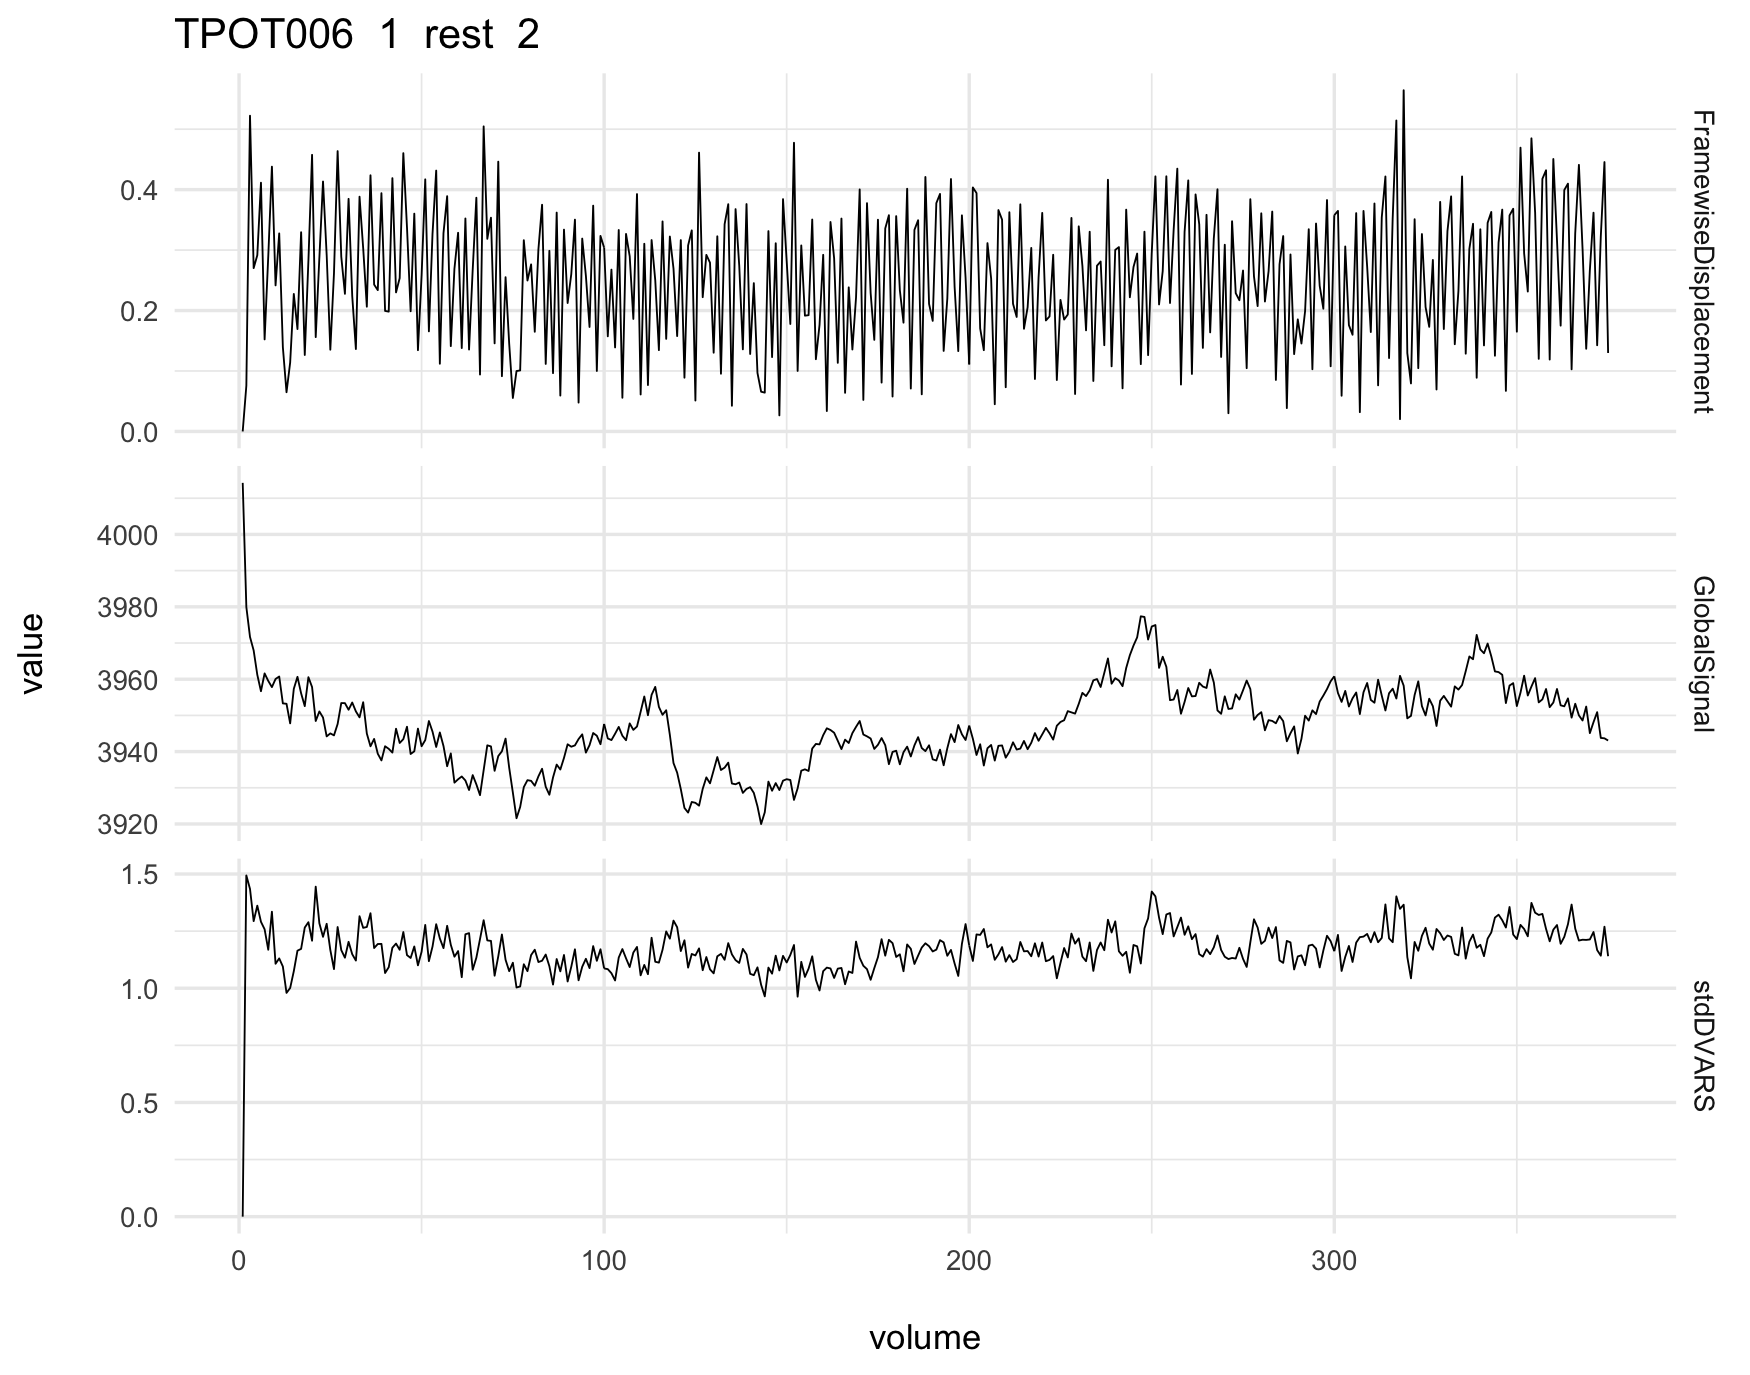 TPOT006 1 rest 2
value
0.4
0.2
0.0
FramewiseDisplacement
4000
3980
3960
3940
3920
GlobalSignal
1.5
1.0
0.5
0.0
stdDVARS
0 100 200 300
volume